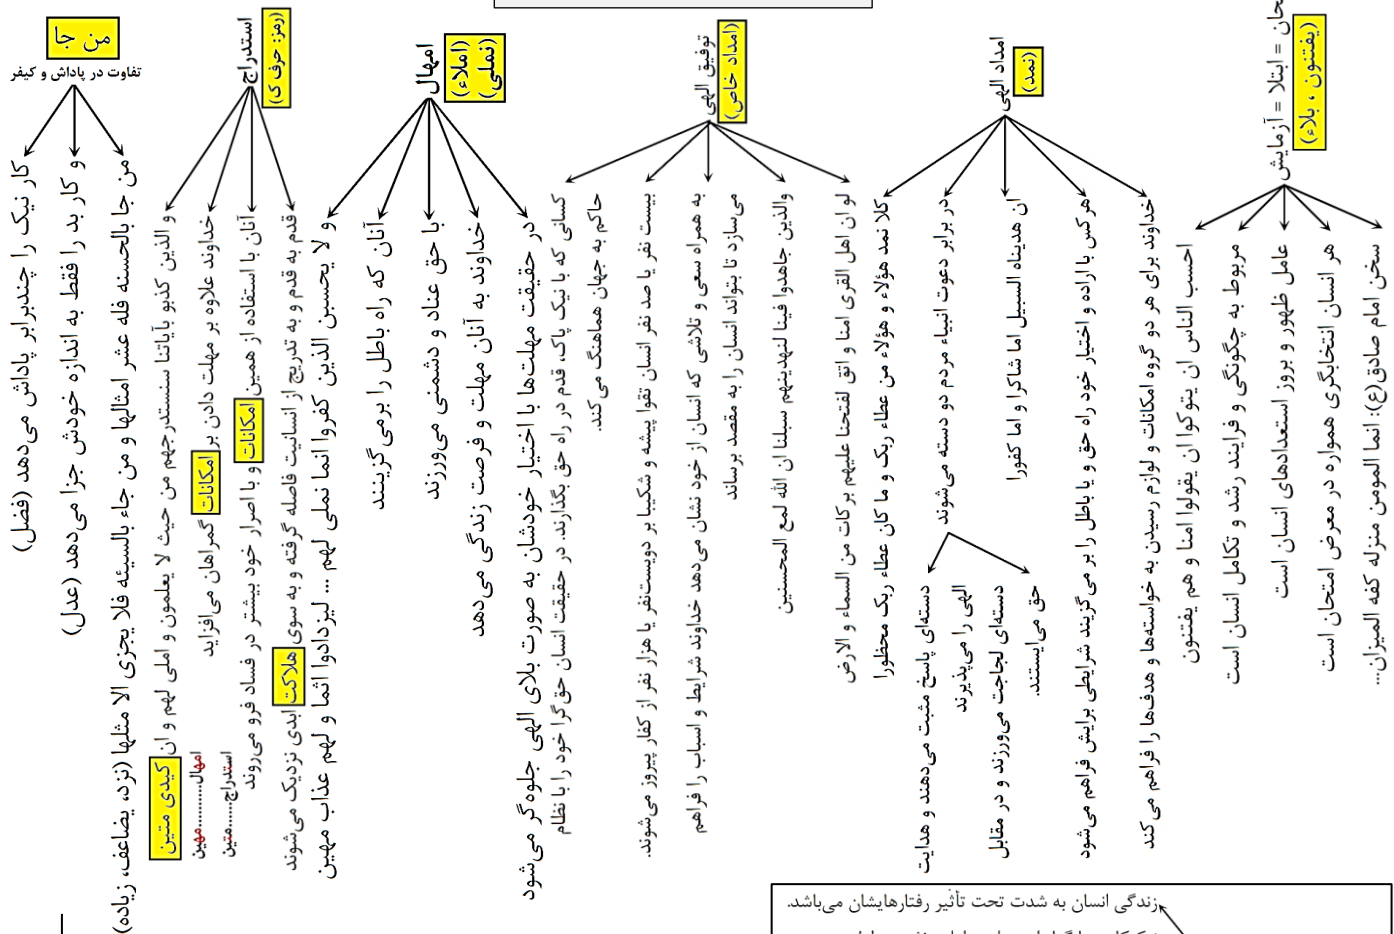 امتحان = ابتلا = آزمایش
(یفتنون ، بلاء)
سخن امام صادق(ع): انما المومن منزله کفه المیزان...
هر انسان انتخابگری همواره در معرض امتحان است
عامل ظهور و بروز استعدادهای انسان است
مربوط به چگونگی و فرایند رشد و تکامل انسان است
احسب الناس ان یتوکوا ان یقولوا امنا و هم یفتنون
امداد الهی
(نمد)
خداوند برای هر دو گروه امکانات و لوازم رسیدن به خواسته‌ها و هدف‌ها را فراهم می‌کند
هرکس با اراده و اختیار خود راه حق و یا باطل را بر می‌گزیند شرایطی برایش فراهم می‌شود
ان هدیناه السبیل اما شاکرا و اما کفورا
در برابر دعوت انبیاء مردم دو دسته می‌شوند
دسته‌ای لجاجت می‌ورزند و در مقابل
حق می‌ایستند.
دسته‌ای پاسخ مثبت می‌دهند و هدایت
الهی را می‌پذیرند
کلا نمد هؤلاء و هؤلاء من عطاء ربک و ما کان عطاء ربک محظورا
توفیق الهی
(امداد خاص)
لو ان اهل القری امنا و اتق لفتحنا علیهم برکات من السماء و الارض
والذین جاهدوا فینا لنهدینهم سبلنا ان الله لمع المحسنین
به همراه سعی و تلاشی که انسان از خود نشان می‌دهد خداوند شرایط و اسباب را فراهم
می‌سازد تا بتواند انسان را به مقصد برساند
بیست نفر یا صد نفر انسان تقوا پیشه و شکیبا بر دویست‌نفر یا هزار نفر از کفار پیروز می‌شوند.
کسانی که با نیک پاک، قدم در راه حق بگذارند، در حقیقت انسان حق‌گرا خود را با نظام
حاکم به جهان هماهنگ می‌کند.
امهال
(املاء)
(نملی)
در حقیقت مهلت‌ها با اختیار خودشان به صورت بلای الهی جلوه‌گر می‌شود
خداوند به آنان مهلت و فرصت زندگی می‌دهد
با حق عناد و دشمنی می‌ورزند
آنان که راه باطل را برمی‌گزینند
و لا یحسبن الذین کفروا انما نملی لهم ... لیزدادوا اثما و لهم عذاب مهین
استدراج
(رمز: حرف ک)
قدم به قدم و به تدریج از انسانیت فاصله گرفته و به سوی هلاکت ابدی نزدیک می‌شوند
آنان با استفاده از همین امکانات و با اصرار خود بیشتر در فساد فرو می‌روند
خداوند علاوه بر مهلت دادن بر امکانات گمراهان می‌افزاید
و الذین کذبو بآیاتنا سنستدرجهم من حیث لا یعلمون و املی لهم و ان کیدی متین
استدراج.......متین
امهال...........مهین
من جا
تفاوت در پاداش و کیفر
من جا بالحسنه فله عشر امثالها و من جاء بالسیئه فلا یجزی الا مثلها (نزد، یضاعف، زیاده)
و کار بد را فقط به اندازه خودش جزا می‌دهد (عدل)
کار نیک را چندبرابر پاداش می‌دهد (فضل)
زندگی انسان به شدت تحت تأثیر رفتارهایشان می‌باشد.